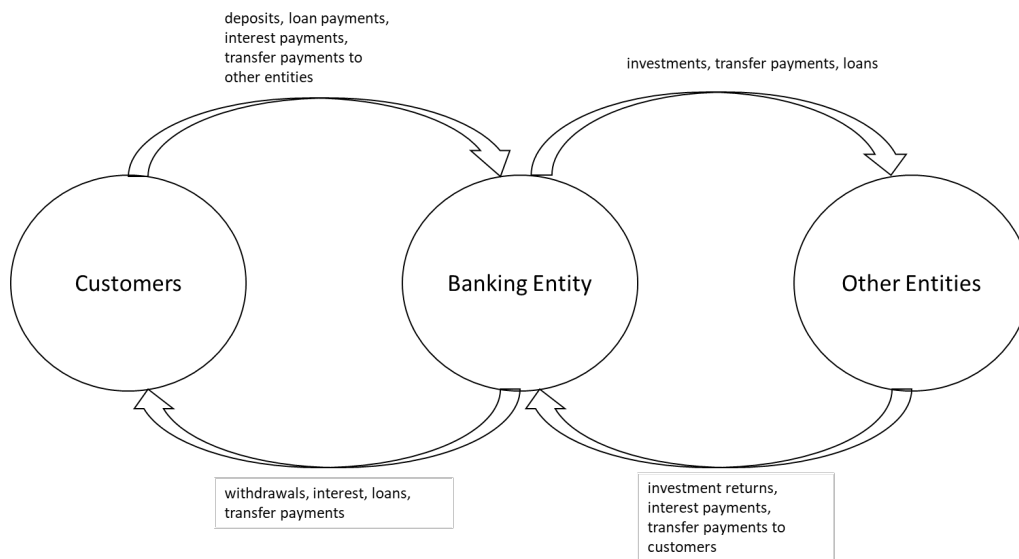 deposits, loan payments,
interest payments,
transfer payments to
other entities
investments, transfer payments, loans
Customers
Banking Entity
Other Entities
withdrawals, interest, loans,
transfer payments
investment returns,
interest payments,
transfer payments to
customers